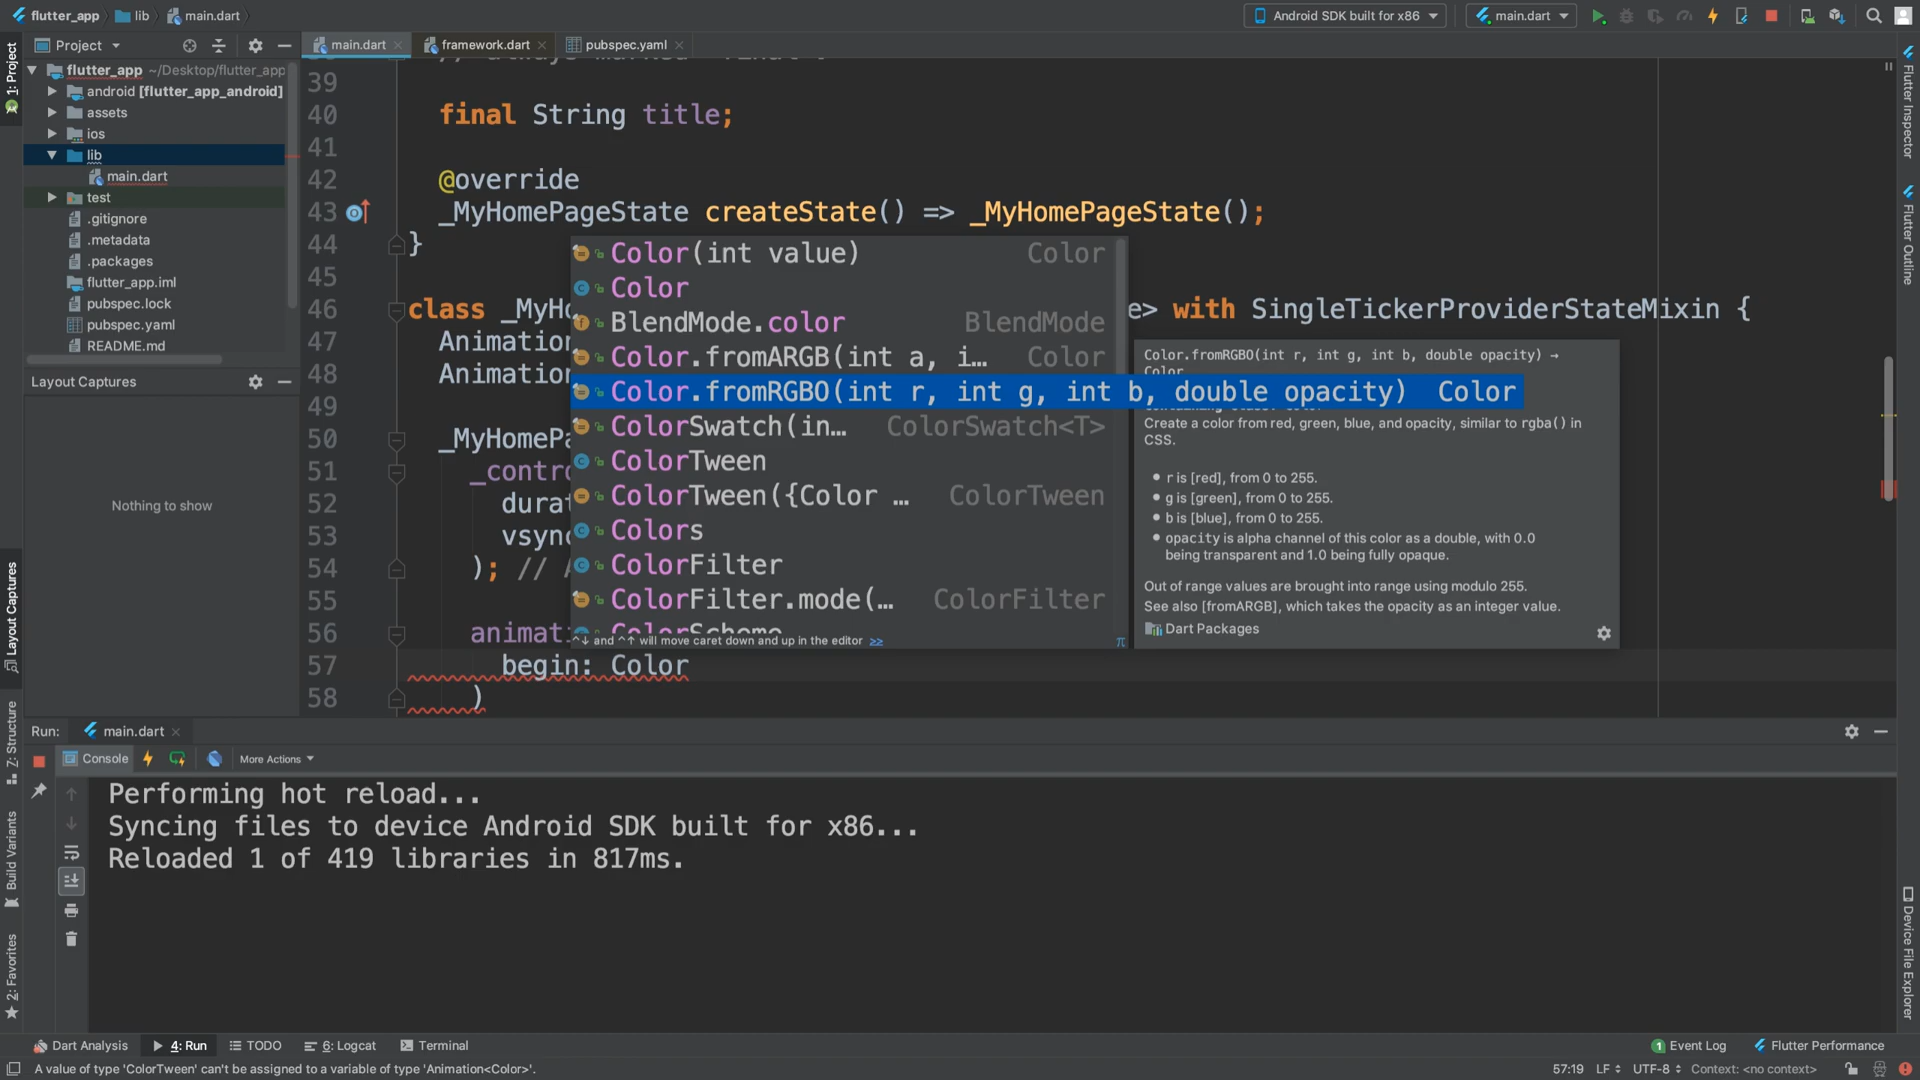 flutter_app
lib
main.dart
Android SDK built for x86
main.dart
1: Project
Project
main.dart
framework.dart
pubspec.yaml
flutter_app ~/Desktop/flutter_app
android [flutter_app_android]
assets
ios
lib
main.dart
test
.gitignore
.metadata
.packages
flutter_app.iml
pubspec.lock
pubspec.yaml
README.md
Layout Captures
Nothing to show
39
40 final String title;
41
42 @override
43 _MyHomePageState createState() => _MyHomePageState();
44 }
45
46 class _MyHo e> with SingleTickerProviderStateMixin {
47 Animation
48 Animation
49
50 _MyHomePa
51 _contro
52 durat
53 vsync
54 ); // A
55
56 animati
57 begin: Color
58 )
Color(int value) Color
Color
BlendMode.color BlendMode
Color.fromARGB(int a, i… Color
Color.fromRGBO(int r, int g, int b, double opacity) Color
ColorSwatch(in… ColorSwatch<T>
ColorTween
ColorTween({Color … ColorTween
Colors
ColorFilter
ColorFilter.mode(… ColorFilter
ColorScheme
^↓ and ^↑ will move caret down and up in the editor >>
π
Color.fromRGBO(int r, int g, int b, double opacity) →
Color
Create a color from red, green, blue, and opacity, similar to rgba() in
CSS.
• r is [red], from 0 to 255.
• g is [green], from 0 to 255.
• b is [blue], from 0 to 255.
• opacity is alpha channel of this color as a double, with 0.0
being transparent and 1.0 being fully opaque.
Out of range values are brought into range using modulo 255.
See also [fromARGB], which takes the opacity as an integer value.
Dart Packages
Flutter Inspector
Flutter Outline
Device File Explorer
Layout Captures
Z: Structure
Build Variants
2: Favorites
Run: main.dart
Console
More Actions
Performing hot reload...
Syncing files to device Android SDK built for x86...
Reloaded 1 of 419 libraries in 817ms.
Dart Analysis
4: Run
TODO
6: Logcat
Terminal
1 Event Log
Flutter Performance
A value of type 'ColorTween' can't be assigned to a variable of type 'Animation<Color>'.
57:19 LF UTF-8 Context: <no context>